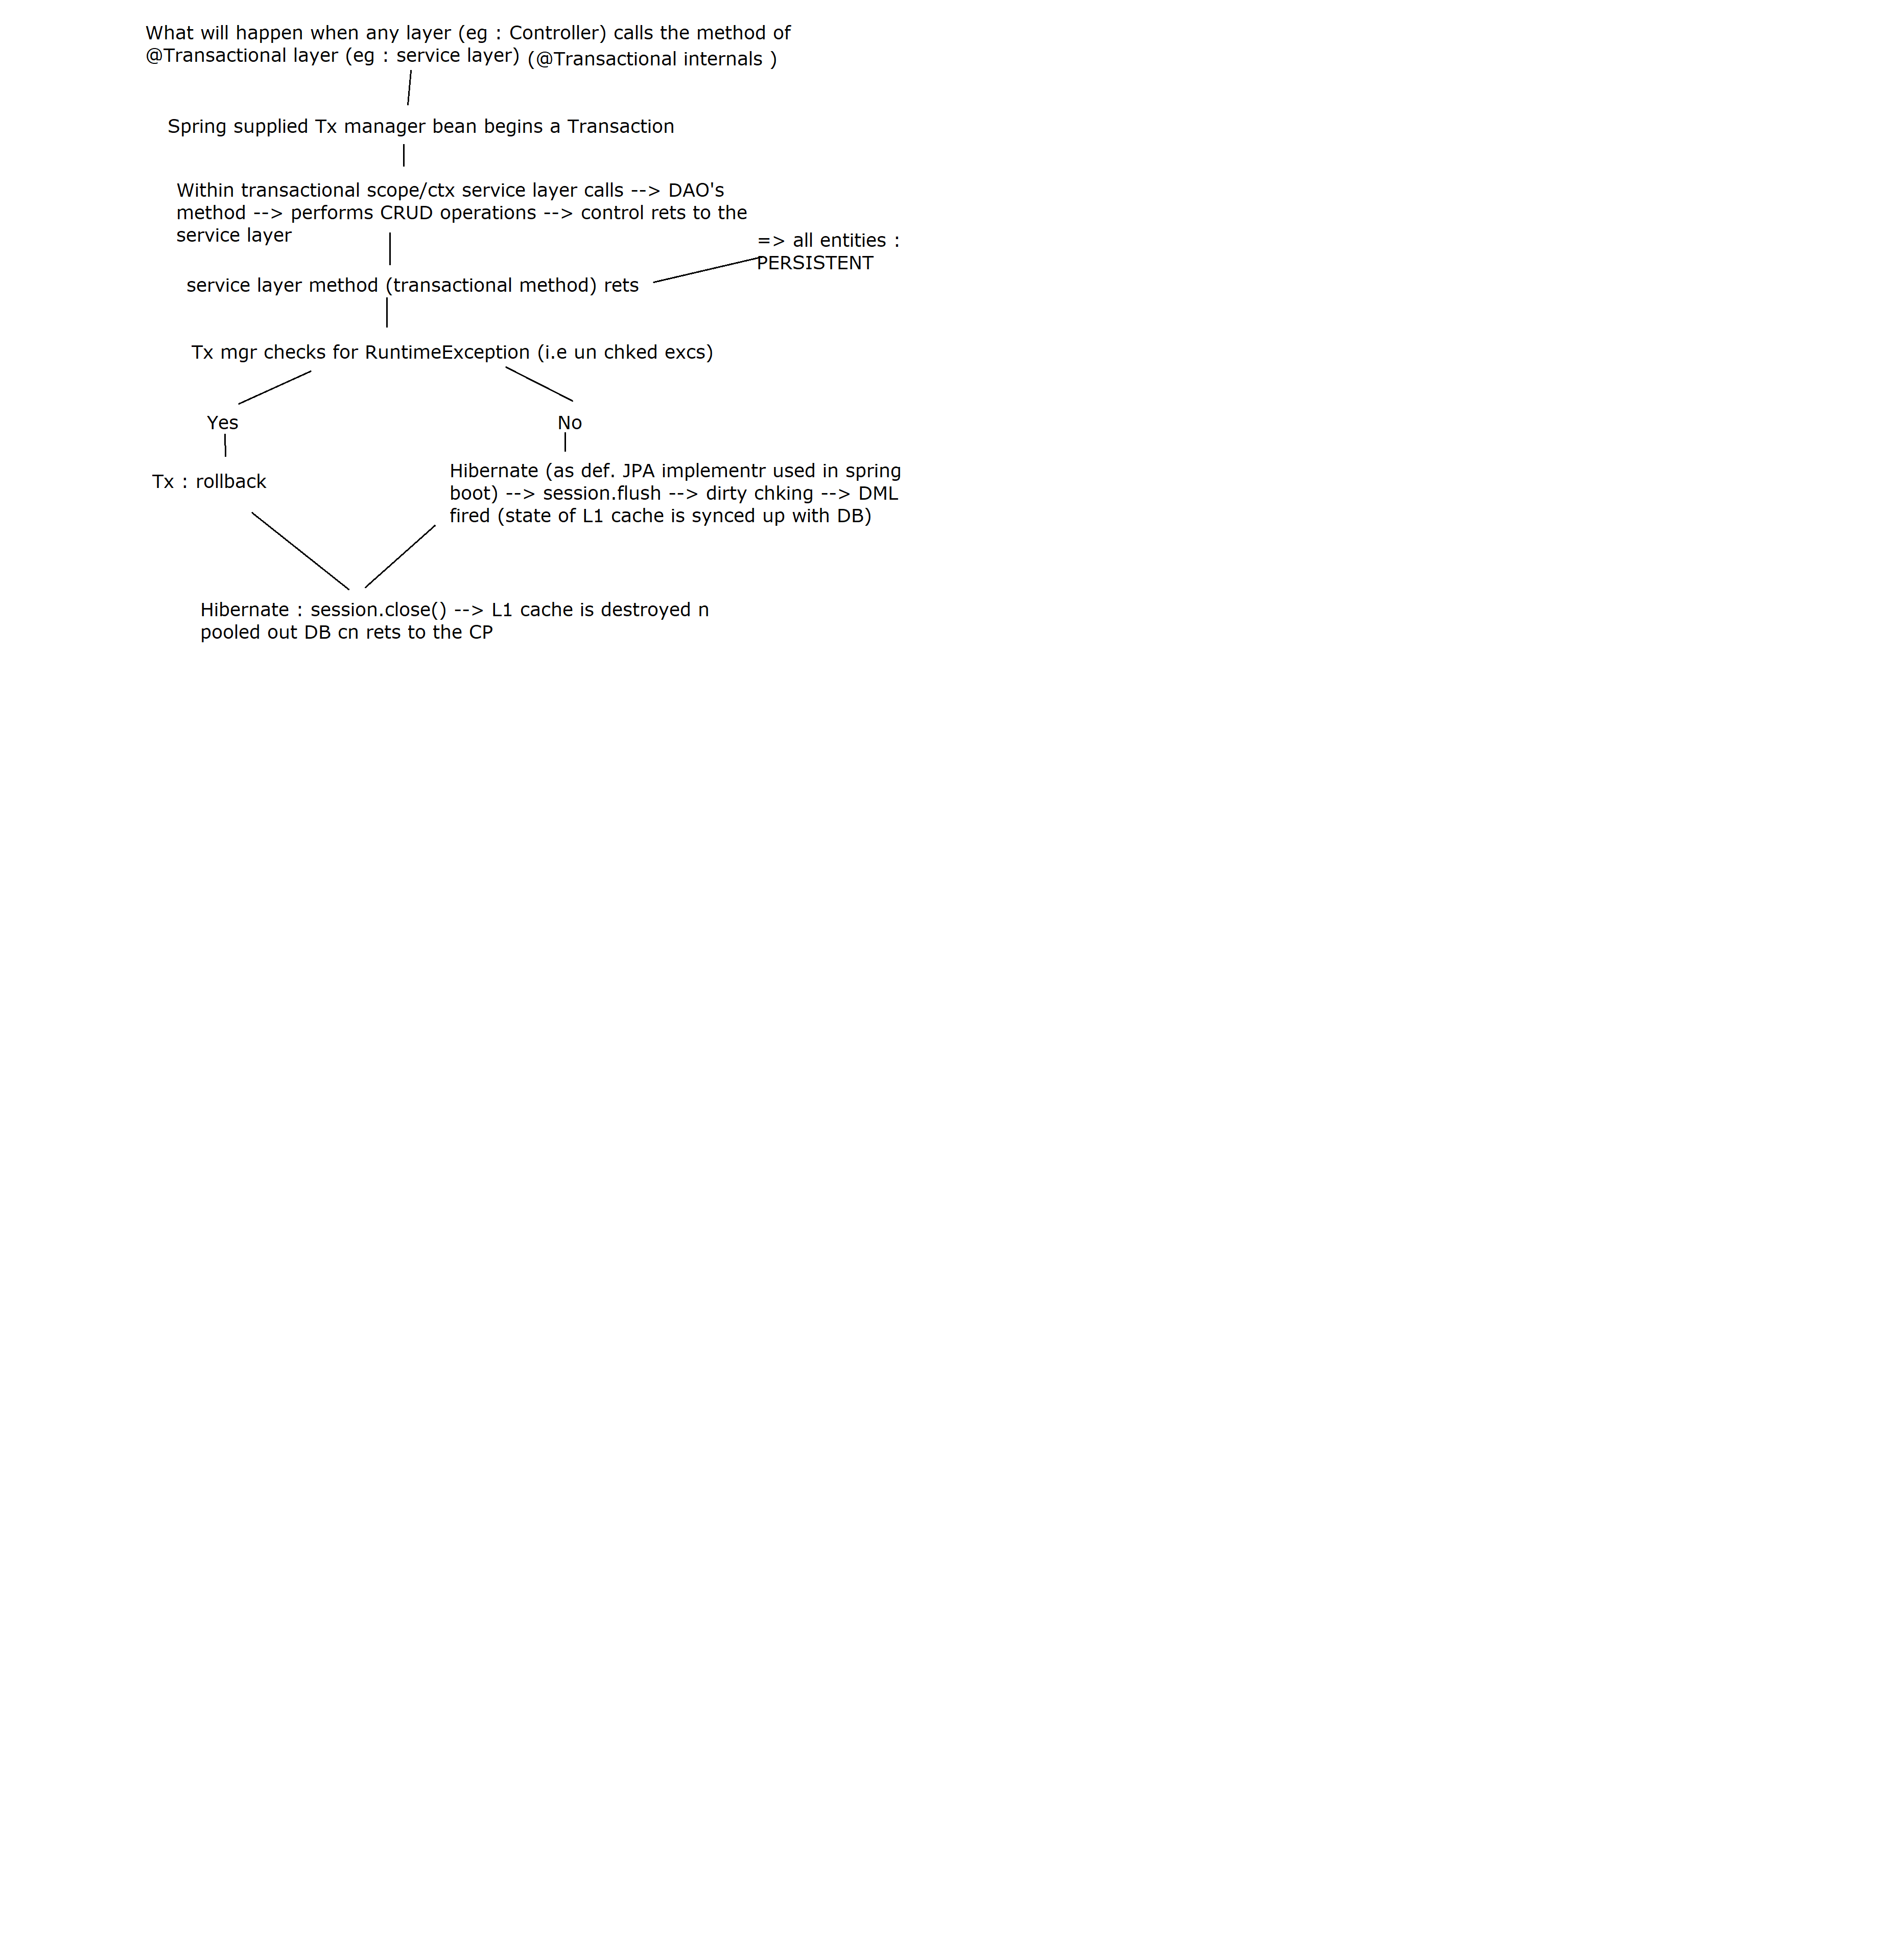 What will happen when any layer (eg : Controller) calls the method of
@Transactional layer (eg : service layer) (@Transactional internals )
Spring supplied Tx manager bean begins a Transaction
Within transactional scope/ctx service layer calls --> DAO's
method --> performs CRUD operations --> control rets to the
service layer
=> all entities :
PERSISTENT
service layer method (transactional method) rets
Tx mgr checks for RuntimeException (i.e un chked excs)
Yes
No
Tx : rollback
Hibernate (as def. JPA implementr used in spring
boot) --> session.flush --> dirty chking --> DML
fired (state of L1 cache is synced up with DB)
Hibernate : session.close() --> L1 cache is destroyed n
pooled out DB cn rets to the CP